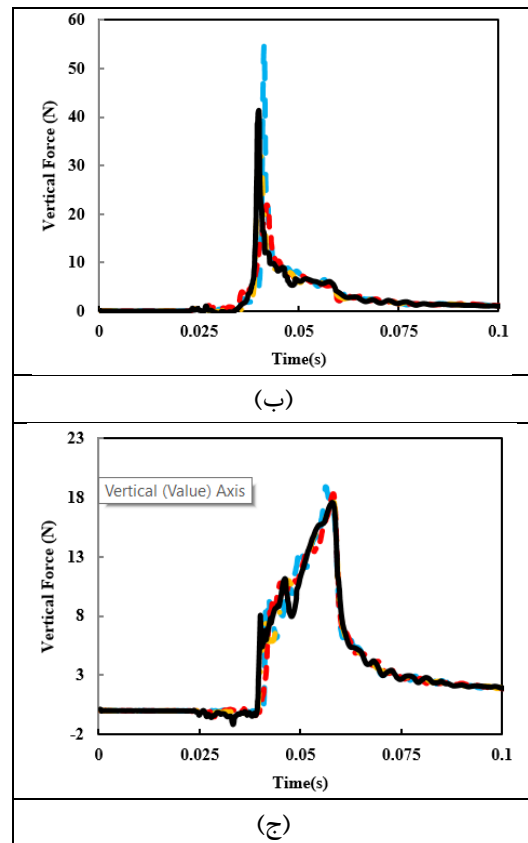 60
50
40
30
20
10
0
Vertical Force (N)
0 0.025 0.05 0.075 0.1
Time(s)
(ب)
23
18
13
8
3
-2
Vertical (Value) Axis
Vertical Force (N)
0 0.025 0.05 0.075 0.1
Time(s)
(ج)